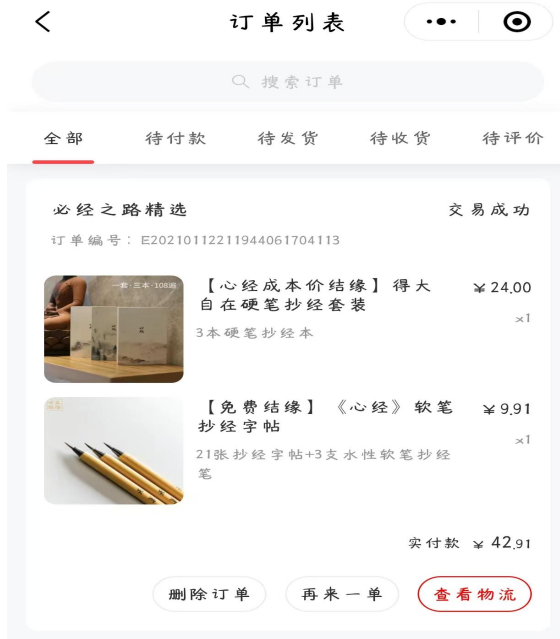 订单列表
搜索订单
全部 待付款 待发货 待收货 待评价
必经之路精选 交易成功
订单编号：E20210112211944061704113
一套·三本·108遍
【心经成本价结缘】得大 ¥24.00
自在硬笔抄经套装 x1
3本硬笔抄经本
【免费结缘】《心经》软笔 ¥9.91
抄经字帖 x1
21张抄经字帖+3支水性软笔抄经
笔
实付款 ¥42.91
删除订单 再来一单 查看物流